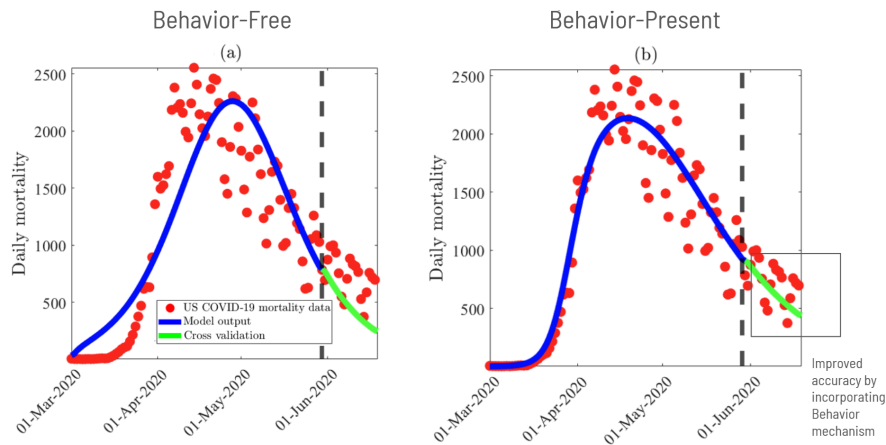 Behavior-Free
(a)
Daily mortality
2500
2000
1500
1000
500
US COVID-19 mortality data
Model output
Cross validation
01-Mar-2020
01-Apr-2020
01-May-2020
01-Jun-2020
Behavior-Present
(b)
Daily mortality
2500
2000
1500
1000
500
01-Mar-2020
01-Apr-2020
01-May-2020
01-Jun-2020
Improved
accuracy by
incorporating
Behavior
mechanism